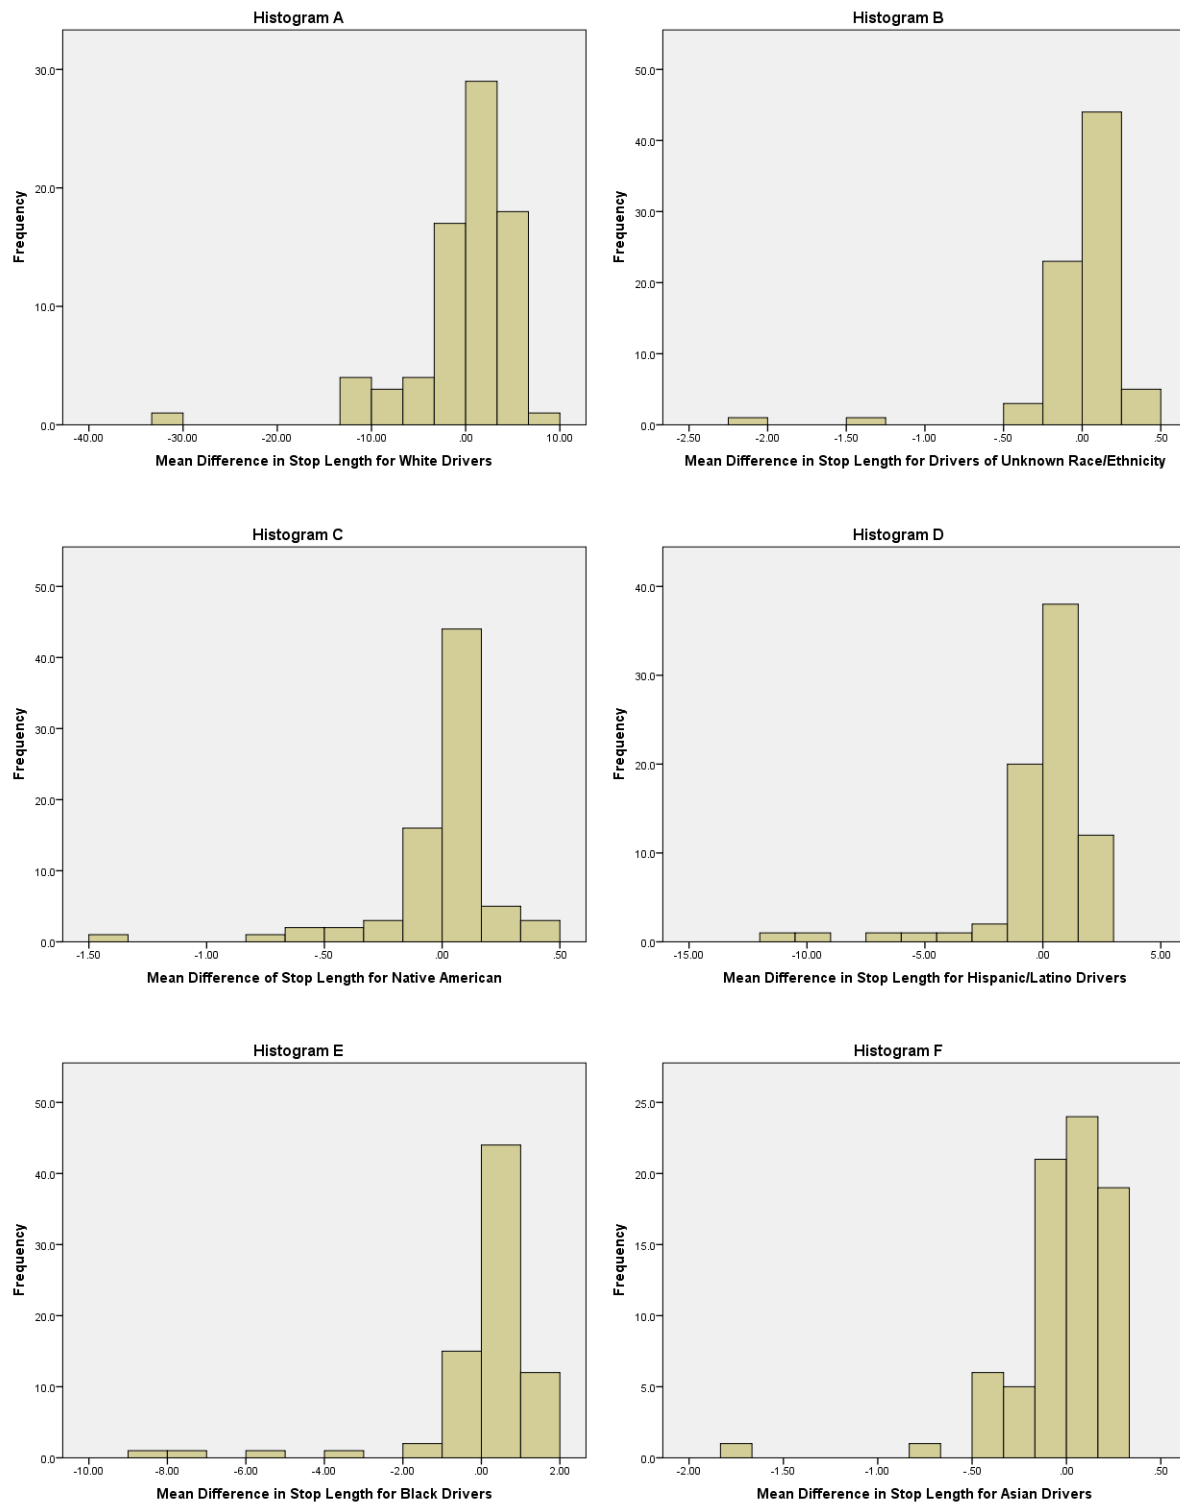 Histogram A
30.0
20.0
10.0
0.0
Frequency
-40.00 -30.00 -20.00 -10.00 .00 10.00
Mean Difference in Stop Length for White Drivers
Histogram B
50.0
40.0
30.0
20.0
10.0
0.0
Frequency
-2.50 -2.00 -1.50 -1.00 -.50 .00 .50
Mean Difference in Stop Length for Drivers of Unknown Race/Ethnicity
Histogram C
50.0
40.0
30.0
20.0
10.0
0.0
Frequency
-1.50 -1.00 -.50 .00 .50
Mean Difference of Stop Length for Native American
Histogram D
40.0
30.0
20.0
10.0
0.0
Frequency
-15.00 -10.00 -5.00 .00 5.00
Mean Difference in Stop Length for Hispanic/Latino Drivers
Histogram E
50.0
40.0
30.0
20.0
10.0
0.0
Frequency
-10.00 -8.00 -6.00 -4.00 -2.00 .00 2.00
Mean Difference in Stop Length for Black Drivers
Histogram F
25.0
20.0
15.0
10.0
5.0
0.0
Frequency
-2.00 -1.50 -1.00 -.50 .00 .50
Mean Difference in Stop Length for Asian Drivers